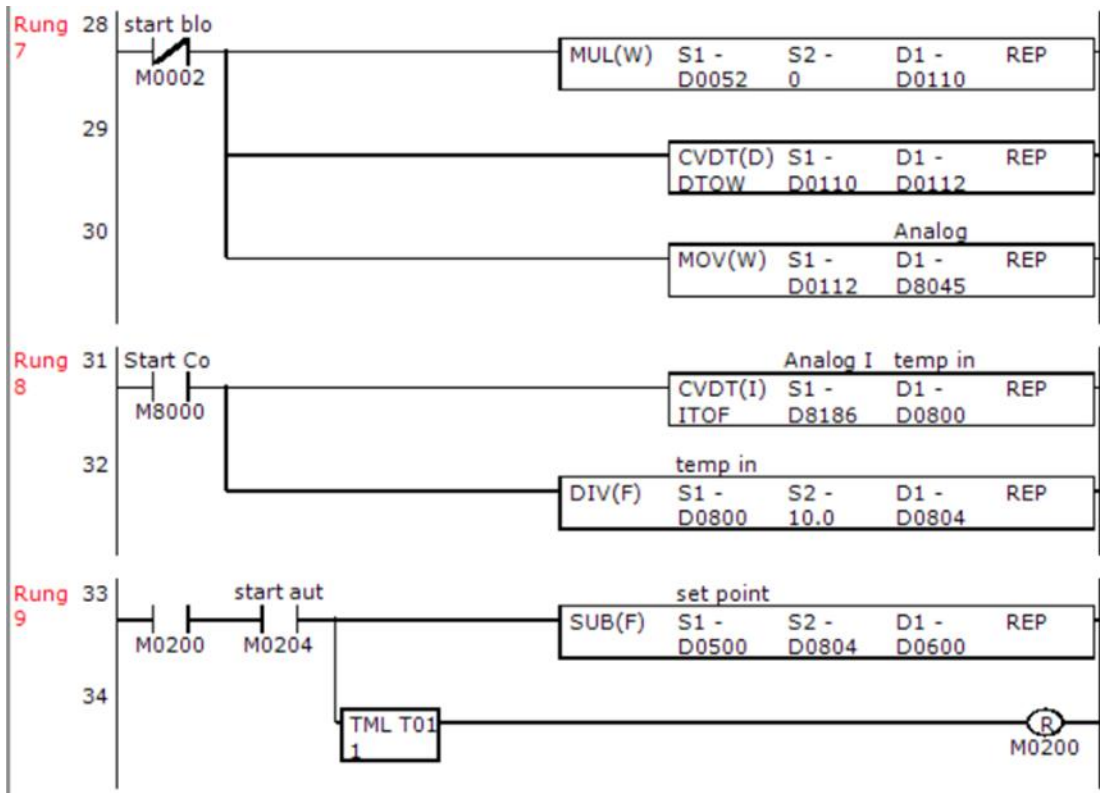 Rung 28 start blo
7
M0002
MUL(W) S1 - S2 - D1 - REP
D0052 0 D0110
29
CVDT(D) S1 - D1 - REP
DTOW D0110 D0112
30
Analog
MOV(W) S1 - D1 - REP
D0112 D8045
Rung 31 Start Co
8
M8000
Analog I temp in
CVDT(I) S1 - D1 - REP
ITOF D8186 D0800
32
temp in
DIV(F) S1 - S2 - D1 - REP
D0800 10.0 D0804
Rung 33 start aut
9
M0200 M0204
set point
SUB(F) S1 - S2 - D1 - REP
D0500 D0804 D0600
34
TML T01
1
R
M0200